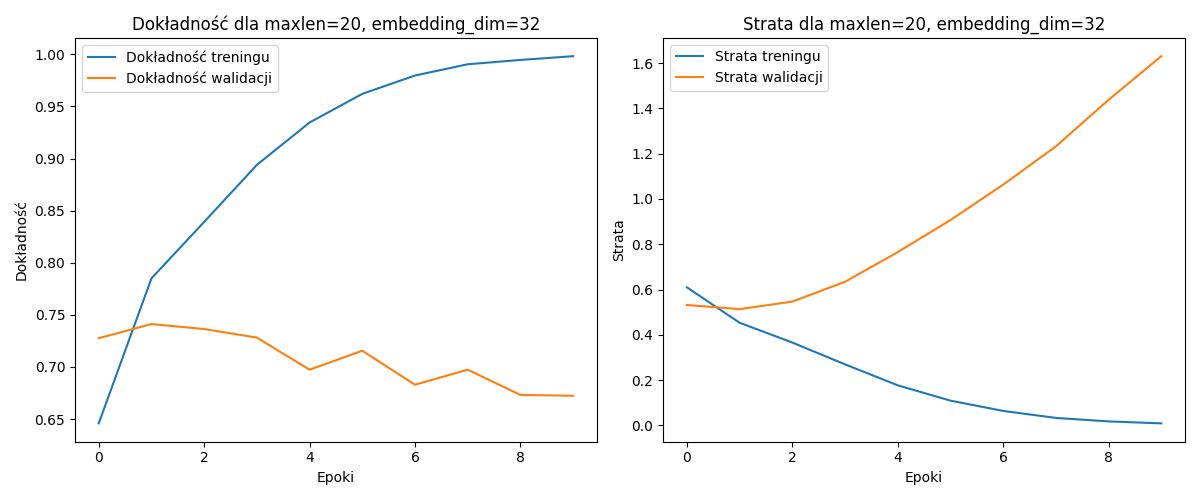 Dokładność dla maxlen=20, embedding_dim=32
Dokładność treningu
Dokładność walidacji
1.00
0.95
0.90
0.85
0.80
0.75
0.70
0.65
Dokładność
0
2
4
6
8
Epoki
Strata dla maxlen=20, embedding_dim=32
Strata treningu
Strata walidacji
1.6
1.4
1.2
1.0
0.8
0.6
0.4
0.2
0.0
Strata
0
2
4
6
8
Epoki